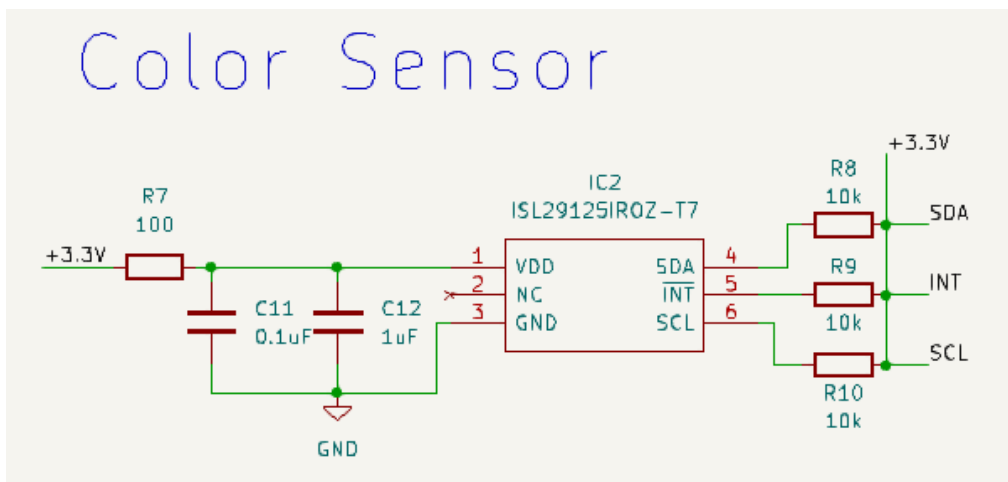 Color Sensor
+3.3V
R7
100
C11
0.1uF
C12
1uF
GND
IC2
ISL29125IROZ-T7
1
VDD
2
NC
3
GND
SDA
4
INT
5
SCL
6
R8
10k
R9
10k
R10
10k
+3.3V
SDA
INT
SCL